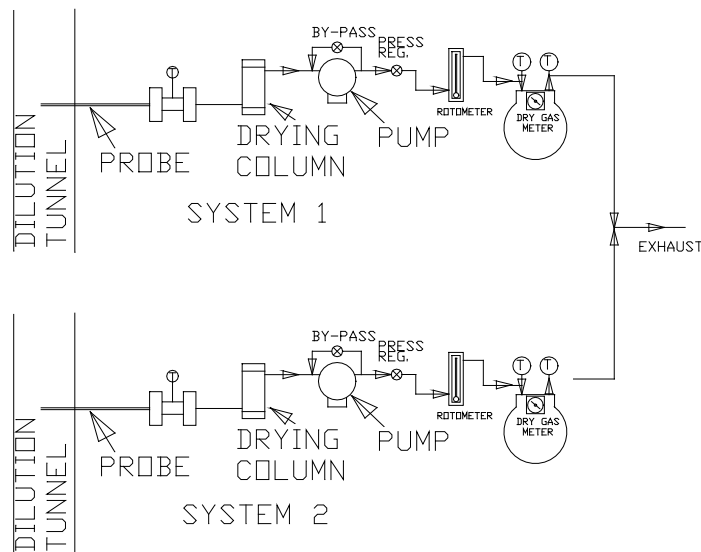 BY-PASS
PRESS
REG.
T
T
T
ROTOMETER
DRY GAS
METER
DILUTION
TUNNEL
PROBE
DRYING
COLUMN
PUMP
SYSTEM 1
EXHAUST
BY-PASS
PRESS
REG.
T
T
T
ROTOMETER
DRY GAS
METER
DILUTION
TUNNEL
PROBE
DRYING
COLUMN
PUMP
SYSTEM 2